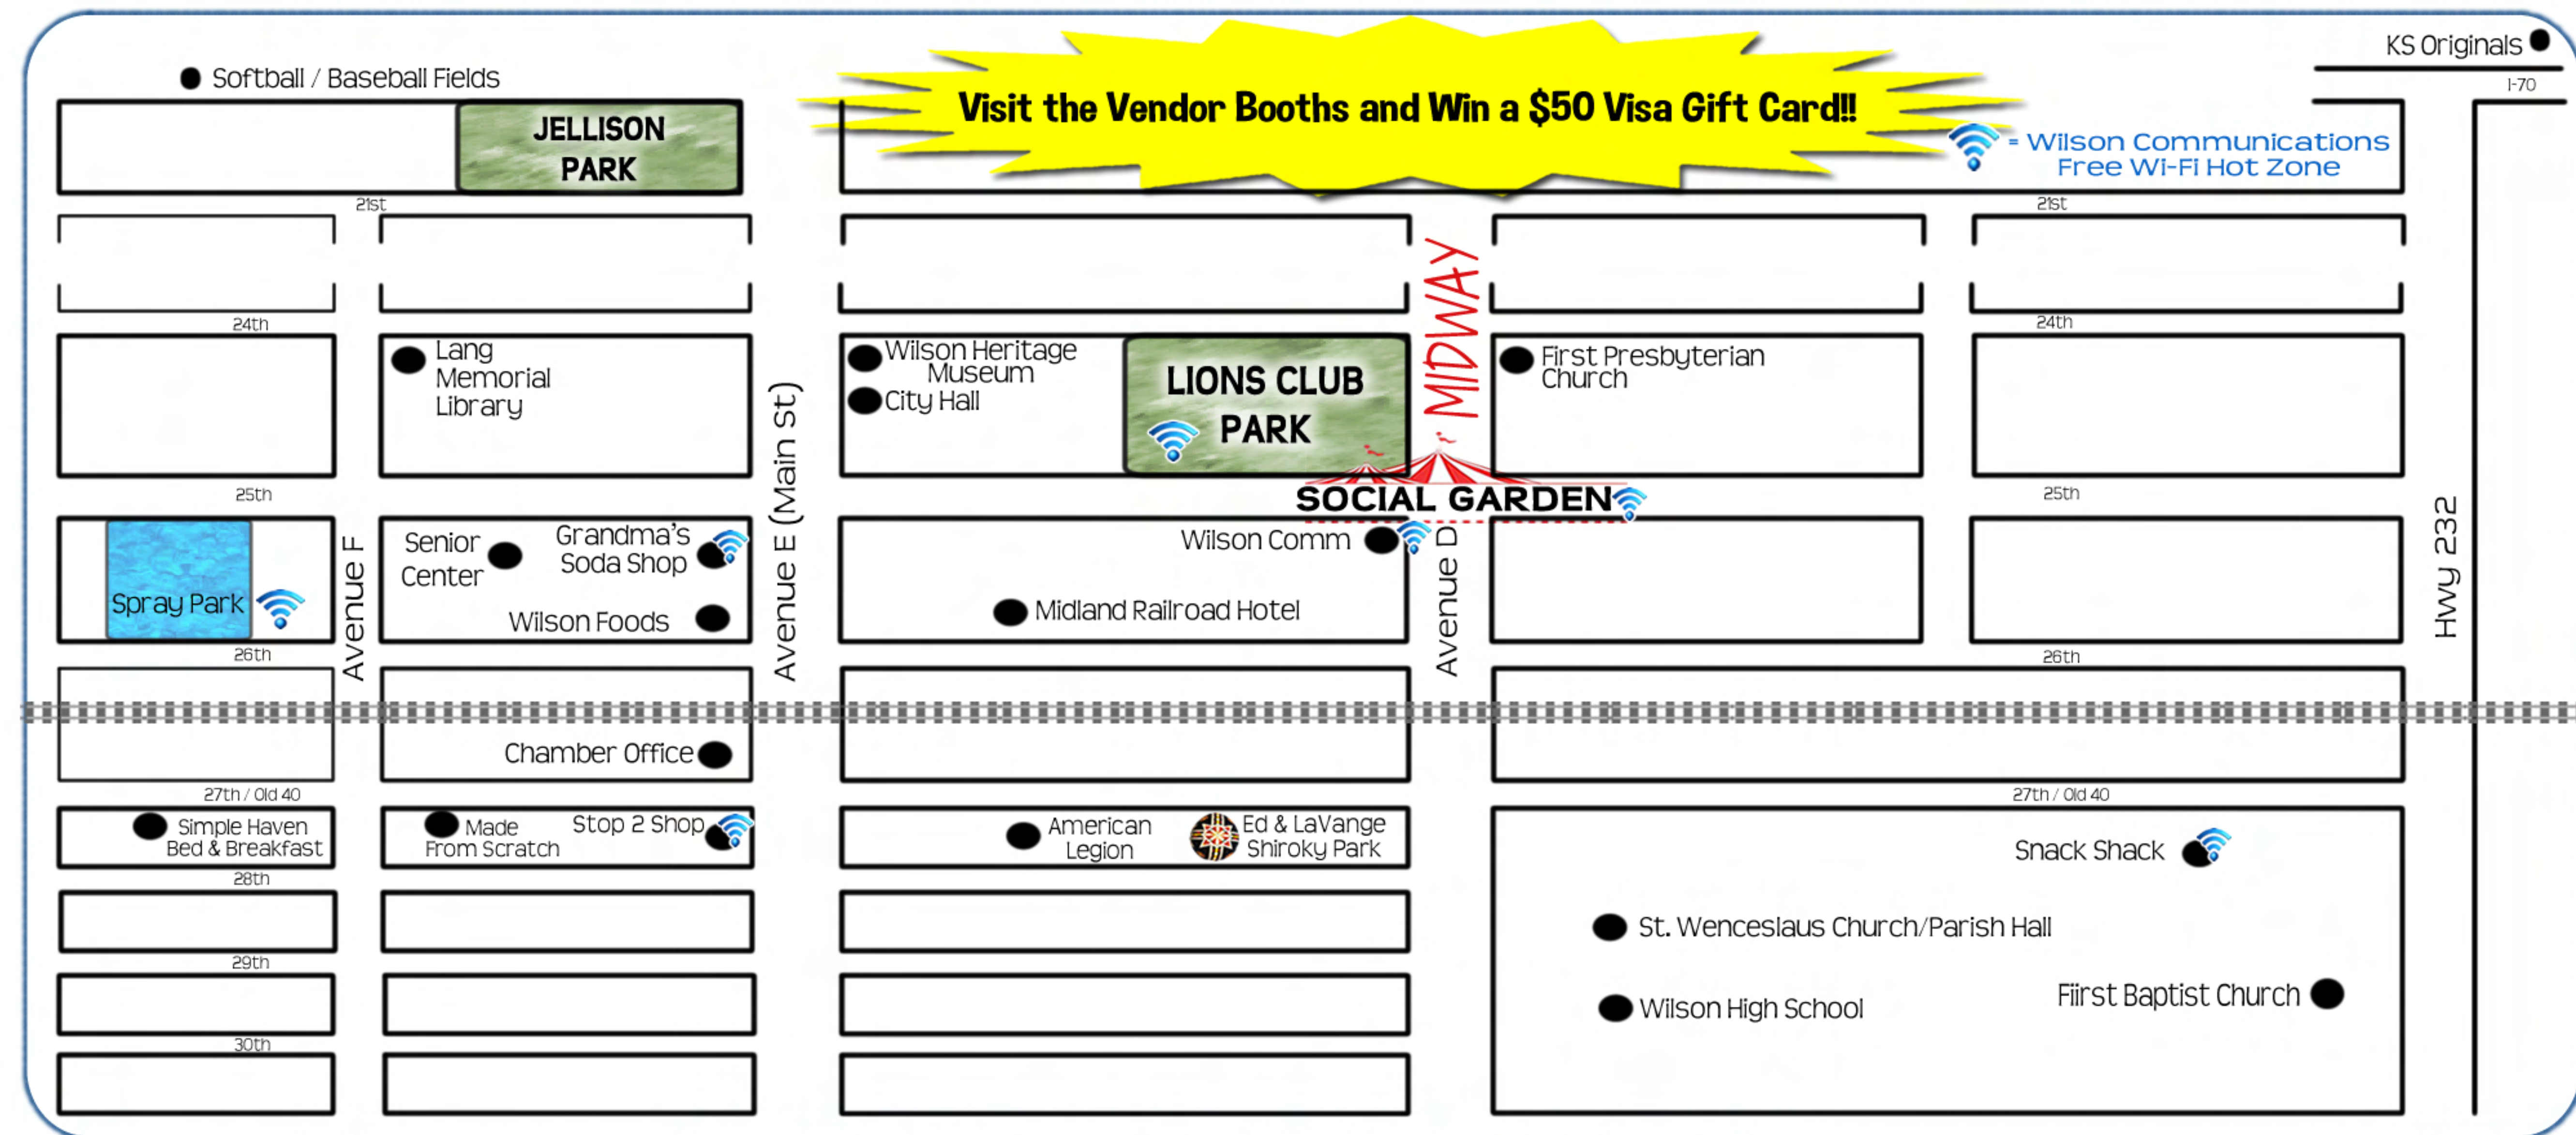 Softball / Baseball Fields
JELLISON
PARK
Visit the Vendor Booths and Win a $50 Visa Gift Card!!
KS Originals
I-70
= Wilson Communications
Free Wi-Fi Hot Zone
21st
21st
MIDWAY
24th
24th
Lang
Memorial
Library
Wilson Heritage
Museum
City Hall
LIONS CLUB
PARK
First Presbyterian
Church
Avenue E (Main St)
25th
SOCIAL GARDEN
25th
Hwy 232
Spray Park
Avenue F
Senior
Center
Grandma's
Soda Shop
Wilson Foods
Wilson Comm
Midland Railroad Hotel
Avenue D
26th
26th
Chamber Office
27th / Old 40
27th / Old 40
Simple Haven
Bed & Breakfast
Made
From Scratch
Stop 2 Shop
American
Legion
Ed & LaVange
Shiroky Park
Snack Shack
28th
St. Wenceslaus Church/Parish Hall
29th
Wilson High School
Fiirst Baptist Church
30th